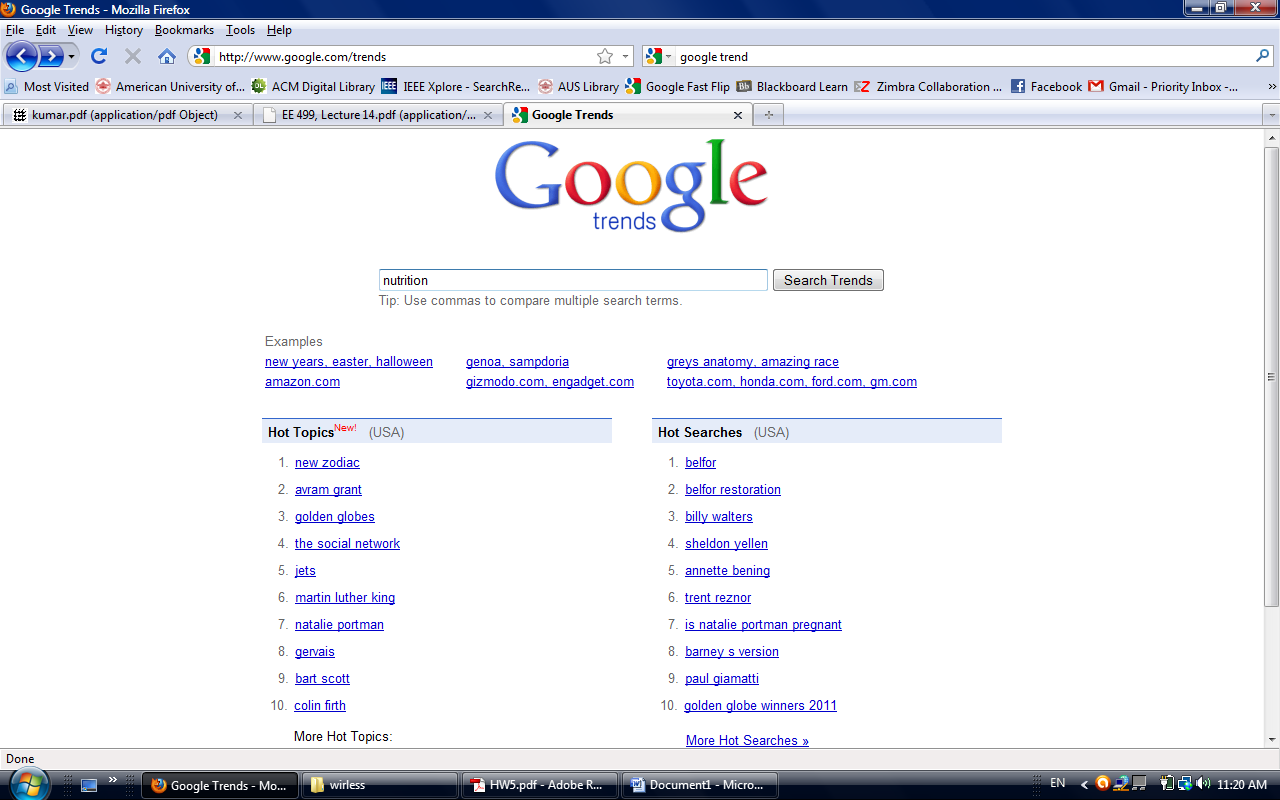 Google Trends - Mozilla Firefox
File Edit View History Bookmarks Tools Help
http://www.google.com/trends google trend
Most Visited American University of... ACM Digital Library IEEE IEEE Xplore - SearchRe... AUS Library Google Fast Flip Bb Blackboard Learn Zimbra Collaboration ... Facebook Gmail - Priority Inbox -... »
kumar.pdf (application/pdf Object) EE 499, Lecture 14.pdf (application/... Google Trends
Google
trends
nutrition Search Trends
Tip: Use commas to compare multiple search terms.
Examples
new years, easter, halloween genoa, sampdoria greys anatomy, amazing race
amazon.com gizmodo.com, engadget.com toyota.com, honda.com, ford.com, gm.com
Hot Topics New! (USA)
1. new zodiac
2. avram grant
3. golden globes
4. the social network
5. jets
6. martin luther king
7. natalie portman
8. gervais
9. bart scott
10. colin firth
More Hot Topics:
Hot Searches (USA)
1. belfor
2. belfor restoration
3. billy walters
4. sheldon yellen
5. annette bening
6. trent reznor
7. is natalie portman pregnant
8. barney s version
9. paul giamatti
10. golden globe winners 2011
More Hot Searches »
Done
» Google Trends - Mo... wirless HW5.pdf - Adobe R... Document1 - Micro... EN 11:20 AM